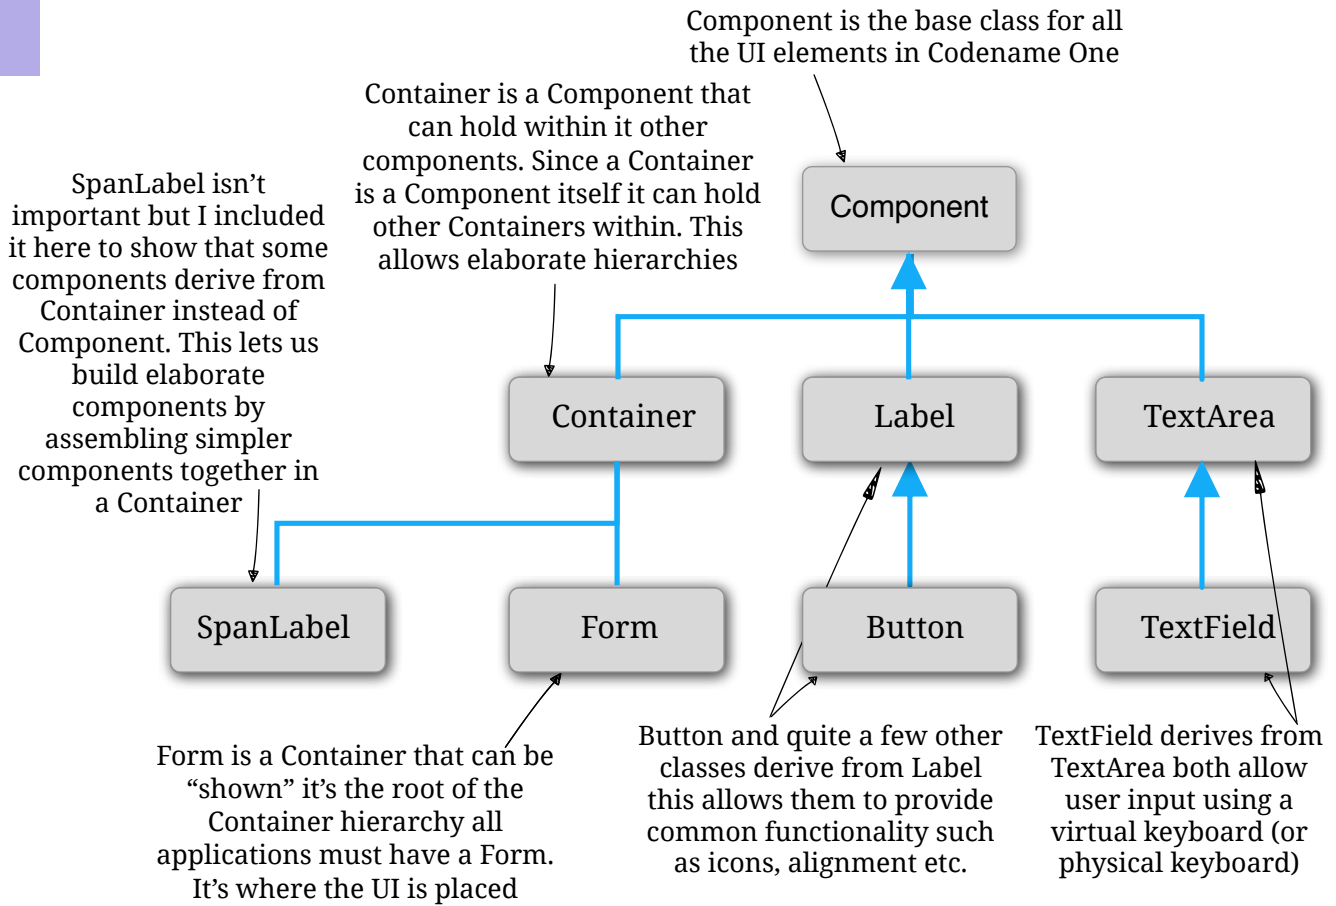 Component is the base class for all
the UI elements in Codename One
Container is a Component that
can hold within it other
components. Since a Container
is a Component itself it can hold
other Containers within. This
allows elaborate hierarchies
SpanLabel isn’t
important but I included
it here to show that some
components derive from
Container instead of
Component. This lets us
build elaborate
components by
assembling simpler
components together in
a Container
Component
Container
Label
TextArea
SpanLabel
Form
Button
TextField
Form is a Container that can be
“shown” it’s the root of the
Container hierarchy all
applications must have a Form.
It’s where the UI is placed
Button and quite a few other
classes derive from Label
this allows them to provide
common functionality such
as icons, alignment etc.
TextField derives from
TextArea both allow
user input using a
virtual keyboard (or
physical keyboard)